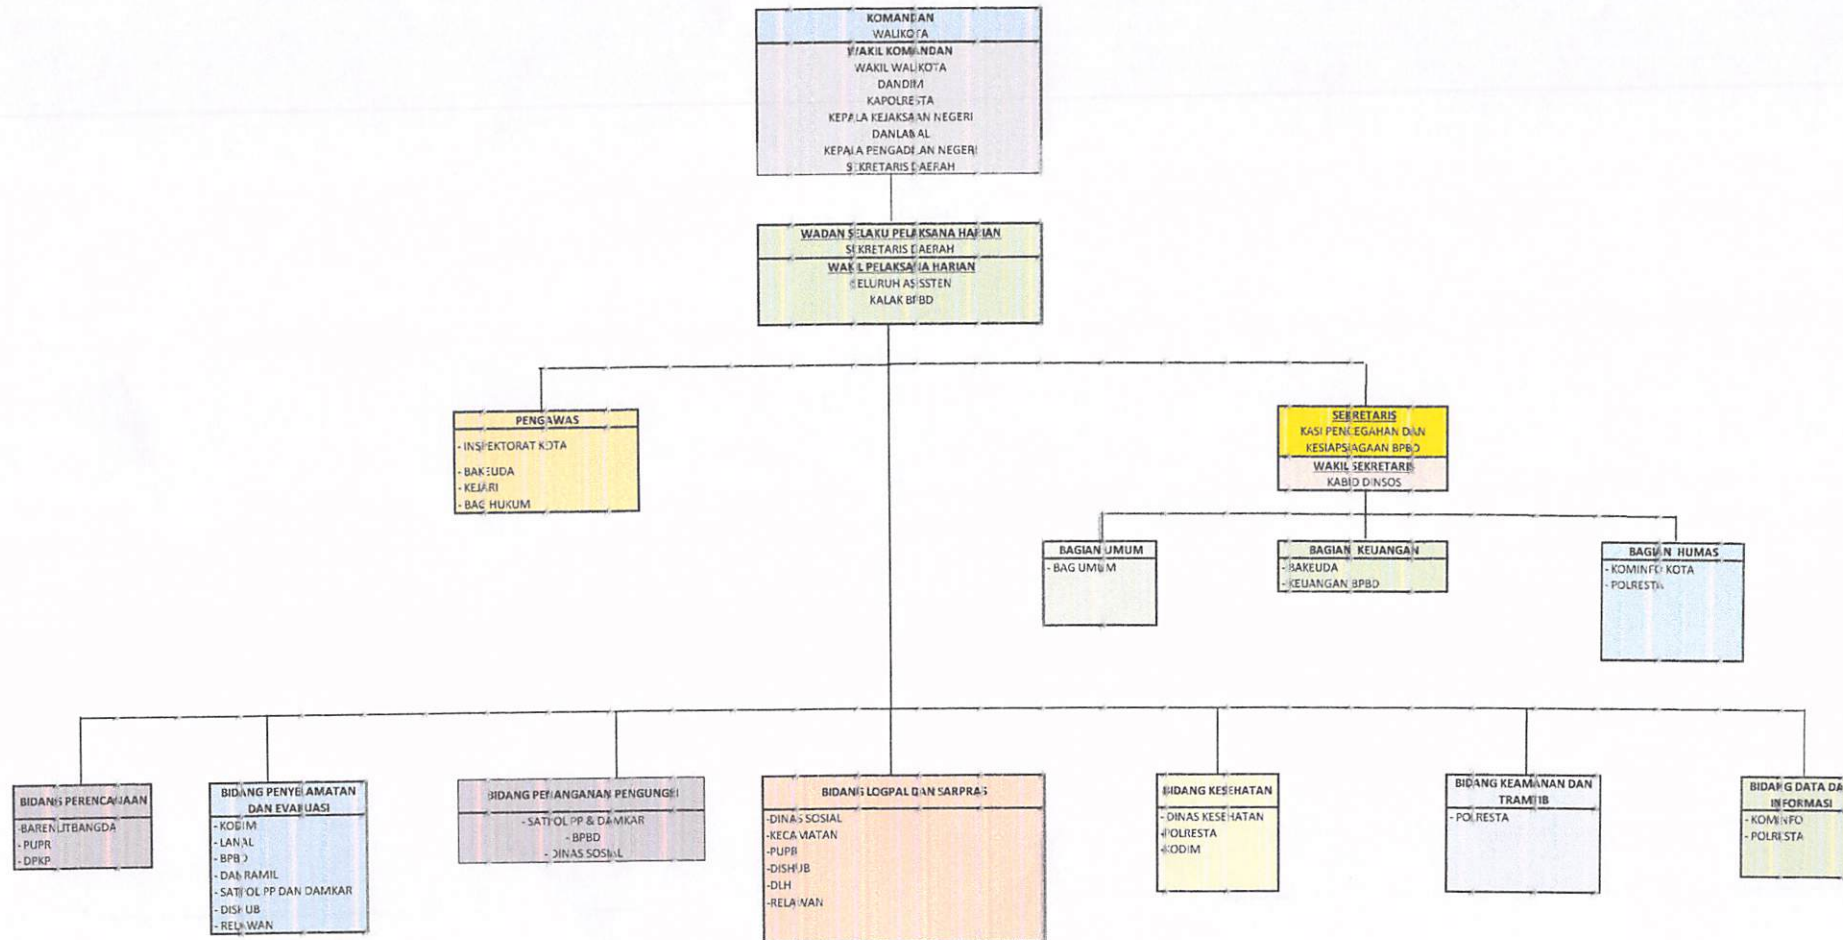 KOMANDAN
WALIKOTA
WAKIL KOMANDAN
WAKIL WALIKOTA
DANDIM
KAPOLRESTA
KEPALA KEJAKSAAN NEGERI
DANLANAL
KEPALA PENGADILAN NEGERI
SEKRETARIS DAERAH
WADAN SELAKU PELAKSANA HARIAN
SEKRETARIS DAERAH
WAKIL PELAKSANA HARIAN
SELURUH ASISSTEN
KALAK BPBD
PENGAWAS
- INSPEKTORAT KOTA
- BAKEUDA
- KEJARI
- BAG HUKUM
SEKRETARIS
KASI PENCEGAHAN DAN
KESIAPSIAGAAN BPBD
WAKIL SEKRETARIS
KABID DINSOS
BAGIAN UMUM
- BAG UMUM
BAGIAN KEUANGAN
- BAKEUDA
- KEUANGAN BPBD
BAGIAN HUMAS
- KOMINFO KOTA
- POLRESTA
BIDANG PERENCANAAN
-BARENLITBANGDA
- PUPR
- DPKP
BIDANG PENYELAMATAN
DAN EVAKUASI
- KODIM
- LANAL
- BPBD
- DANRAMIL
- SATPOL PP DAN DAMKAR
- DISHUB
- RELAWAN
BIDANG PENANGANAN PENGUNGSI
- SATPOL PP & DAMKAR
- BPBD
- DINAS SOSIAL
BIDANG LOGPAL DAN SARPRAS
-DINAS SOSIAL
-KECAMATAN
-PUPR
-DISHUB
-DLH
-RELAWAN
BIDANG KESEHATAN
- DINAS KESEHATAN
-POLRESTA
-KODIM
BIDANG KEAMANAN DAN
TRAMTIB
- POLRESTA
BIDANG DATA DA
INFORMASI
- KOMINFO
- POLRESTA